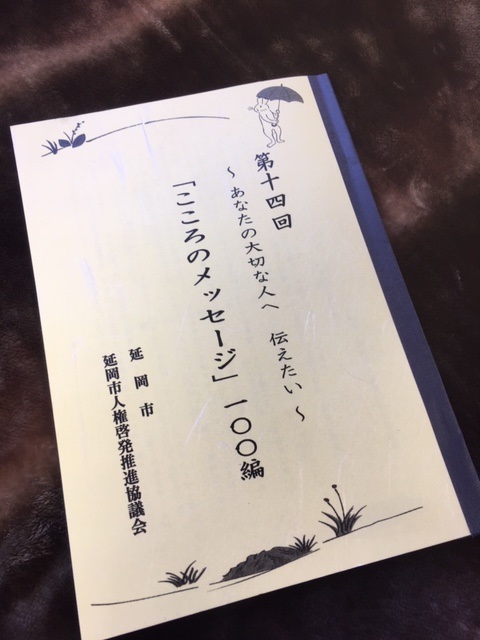 第十四回
～ あなたの大切な人へ 伝えたい ～
「こころのメッセージ」一〇〇編
延岡市
延岡市人権啓発推進協議会